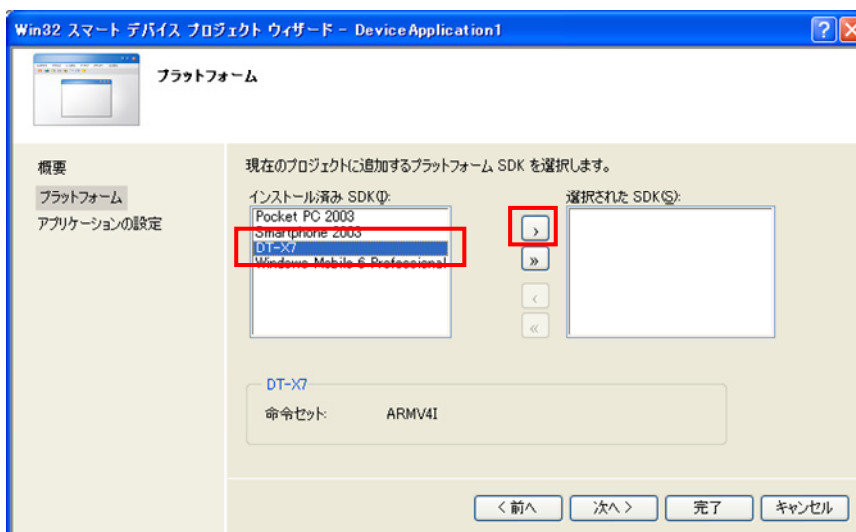 Win32 スマート デバイス プロジェクト ウィザード - DeviceApplication1
プラットフォーム
概要
プラットフォーム
アプリケーションの設定
現在のプロジェクトに追加するプラットフォーム SDK を選択します。
インストール済み SDK(I):
Pocket PC 2003
Smartphone 2003
DT-X7
Windows Mobile 6 Professional
>
»
<
«
選択された SDK(S):
DT-X7
命令セット:
ARMV4I
< 前へ
次へ >
完了
キャンセル